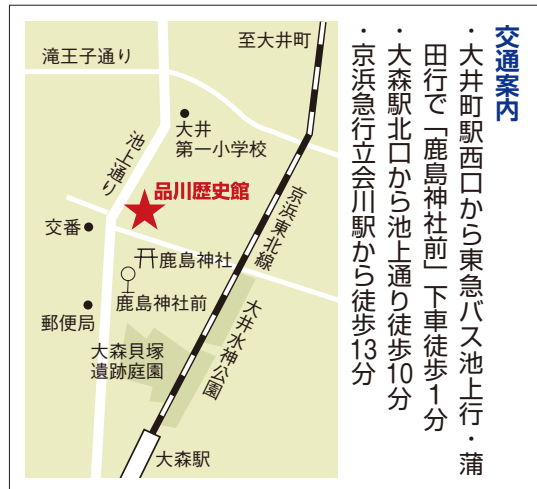 交通案内
・大井町駅西口から東急バス池上行・蒲
田行で「鹿島神社前」下車徒歩1分
・大森駅北口から池上通り徒歩10分
・京浜急行立会川駅から徒歩13分
至大井町
滝王子通り
大井
第一小学校
池上通り
品川歴史館
京浜東北線
交番
鹿島神社
鹿島神社前
郵便局
大井水神公園
大森貝塚
遺跡庭園
大森駅